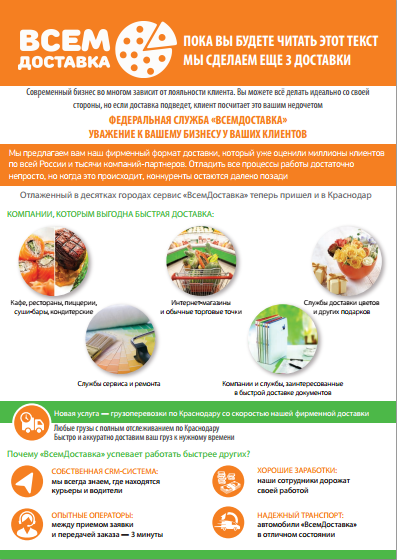 ВСЕМ
ДОСТАВКА
ПОКА ВЫ БУДЕТЕ ЧИТАТЬ ЭТОТ ТЕКСТ
МЫ СДЕЛАЕМ ЕЩЕ 3 ДОСТАВКИ
Современный бизнес во многом зависит от лояльности клиента. Вы можете всё делать идеально со своей
стороны, но если доставка подведет, клиент посчитает это вашим недочетом
ФЕДЕРАЛЬНАЯ СЛУЖБА «ВСЕМДОСТАВКА»
УВАЖЕНИЕ К ВАШЕМУ БИЗНЕСУ У ВАШИХ КЛИЕНТОВ
Мы предлагаем вам наш фирменный формат доставки, который уже оценили миллионы клиентов
по всей России и тысячи компаний-партнеров. Отладить все процессы работы достаточно
непросто, но когда это происходит, конкуренты остаются далеко позади
Отлаженный в десятках городах сервис «ВсемДоставка» теперь пришел и в Краснодар
КОМПАНИИ, КОТОРЫМ ВЫГОДНА БЫСТРАЯ ДОСТАВКА:
Кафе, рестораны, пиццерии,
суши-бары, кондитерские
Интернет-магазины
и обычные торговые точки
Службы доставки цветов
и других подарков
Службы сервиса и ремонта
Компании и службы, заинтересованные
в быстрой доставке документов
Новая услуга — грузоперевозки по Краснодару со скоростью нашей фирменной доставки
Любые грузы с полным отслеживанием по Краснодару
Быстро и аккуратно доставим ваш груз к нужному времени
Почему «ВсемДоставка» успевает работать быстрее других?
СОБСТВЕННАЯ CRM-СИСТЕМА:
мы всегда знаем, где находятся
курьеры и водители
ХОРОШИЕ ЗАРАБОТКИ:
наши сотрудники дорожат
своей работой
ОПЫТНЫЕ ОПЕРАТОРЫ:
между приемом заявки
и передачей заказа — 3 минуты
НАДЕЖНЫЙ ТРАНСПОРТ:
автомобили «ВсемДоставка»
в отличном состоянии